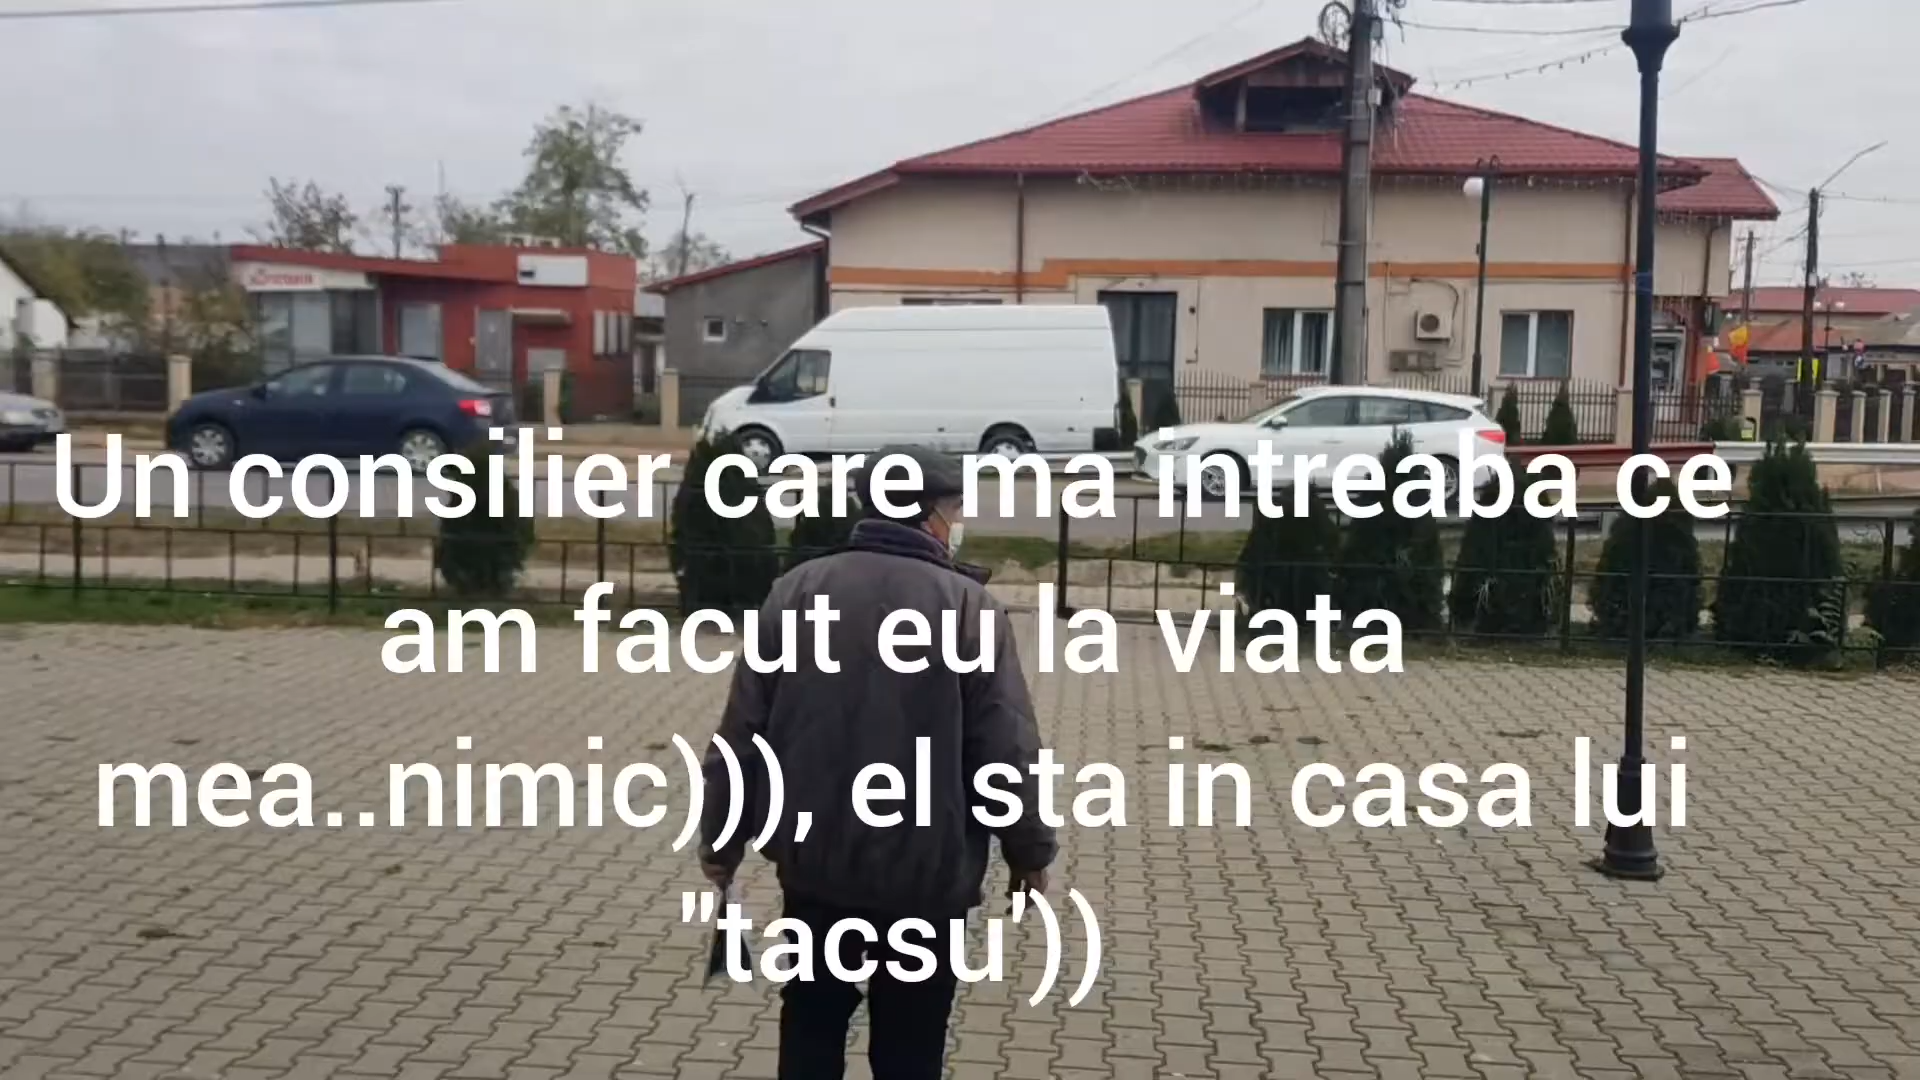 Un consilier care ma intreaba ce
am facut eu la viata
mea..nimic))), el sta in casa lui
"tacsu'))